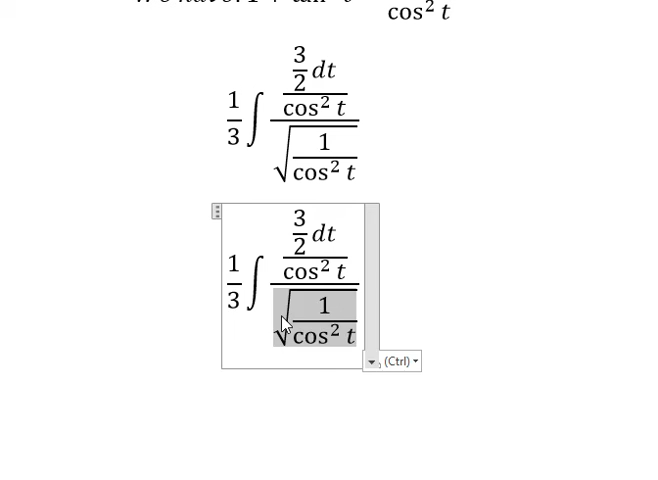 cos² t
1/3 ∫ (3/2 dt / cos² t) / √(1 / cos² t)
1/3 ∫ (3/2 dt / cos² t) / √(1 / cos² t)
(Ctrl)